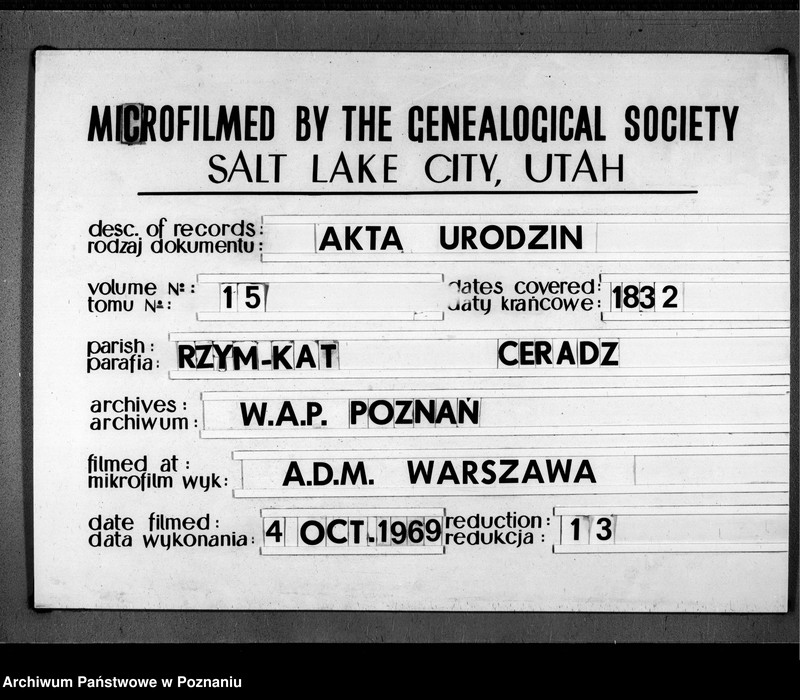 MICROFILMED BY THE GENEALOGICAL SOCIETY
SALT LAKE CITY, UTAH
desc. of records:
rodzaj dokumentu: AKTA URODZIN
volume Nº: dates covered:
tomu Nº: 15 daty krańcowe: 1832
parish:
parafia: RZYM-KAT CERADZ
archives:
archiwum: W.A.P. POZNAŃ
filmed at:
mikrofilm wyk: A.D.M. WARSZAWA
date filmed: reduction:
data wykonania: 4 OCT.1969 redukcja: 13
Archiwum Państwowe w Poznaniu